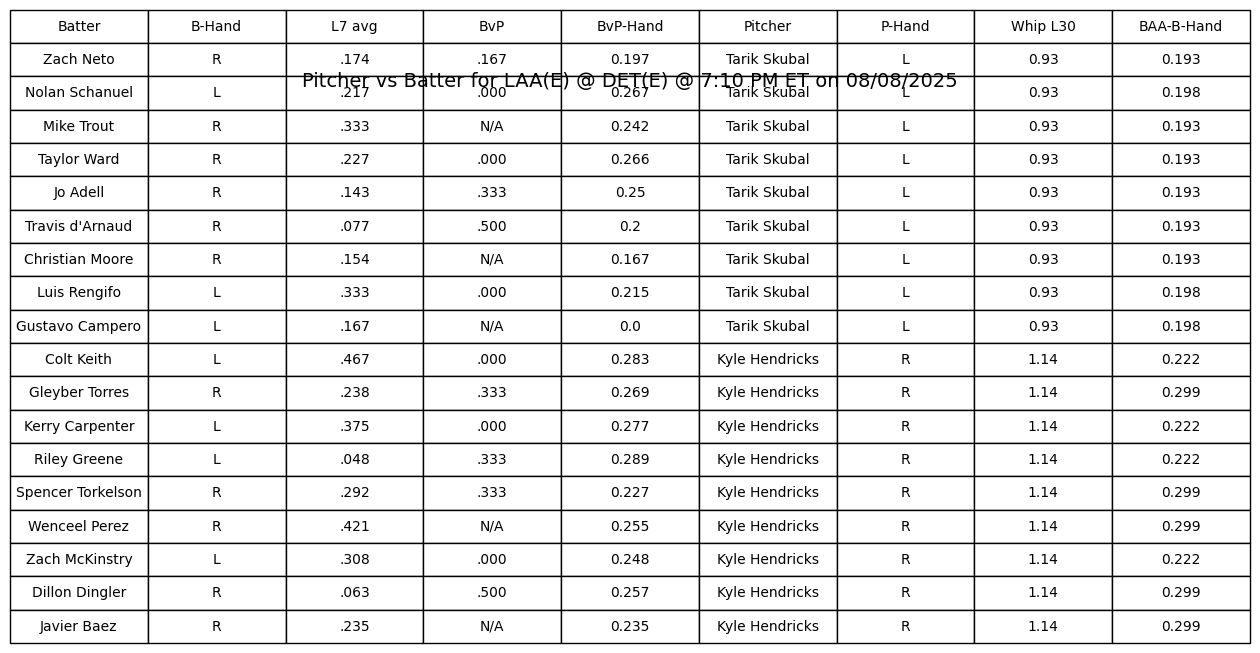 Batter B-Hand L7 avg BvP BvP-Hand Pitcher P-Hand Whip L30 BAA-B-Hand
Zach Neto R .174 .167 0.197 Tarik Skubal L 0.93 0.193
Pitcher vs Batter for LAA(E) @ DET(E) @ 7:10 PM ET on 08/08/2025
Nolan Schanuel L .217 .000 0.267 Tarik Skubal L 0.93 0.198
Mike Trout R .333 N/A 0.242 Tarik Skubal L 0.93 0.193
Taylor Ward R .227 .000 0.266 Tarik Skubal L 0.93 0.193
Jo Adell R .143 .333 0.25 Tarik Skubal L 0.93 0.193
Travis d'Arnaud R .077 .500 0.2 Tarik Skubal L 0.93 0.193
Christian Moore R .154 N/A 0.167 Tarik Skubal L 0.93 0.193
Luis Rengifo L .333 .000 0.215 Tarik Skubal L 0.93 0.198
Gustavo Campero L .167 N/A 0.0 Tarik Skubal L 0.93 0.198
Colt Keith L .467 .000 0.283 Kyle Hendricks R 1.14 0.222
Gleyber Torres R .238 .333 0.269 Kyle Hendricks R 1.14 0.299
Kerry Carpenter L .375 .000 0.277 Kyle Hendricks R 1.14 0.222
Riley Greene L .048 .333 0.289 Kyle Hendricks R 1.14 0.222
Spencer Torkelson R .292 .333 0.227 Kyle Hendricks R 1.14 0.299
Wenceel Perez R .421 N/A 0.255 Kyle Hendricks R 1.14 0.299
Zach McKinstry L .308 .000 0.248 Kyle Hendricks R 1.14 0.222
Dillon Dingler R .063 .500 0.257 Kyle Hendricks R 1.14 0.299
Javier Baez R .235 N/A 0.235 Kyle Hendricks R 1.14 0.299